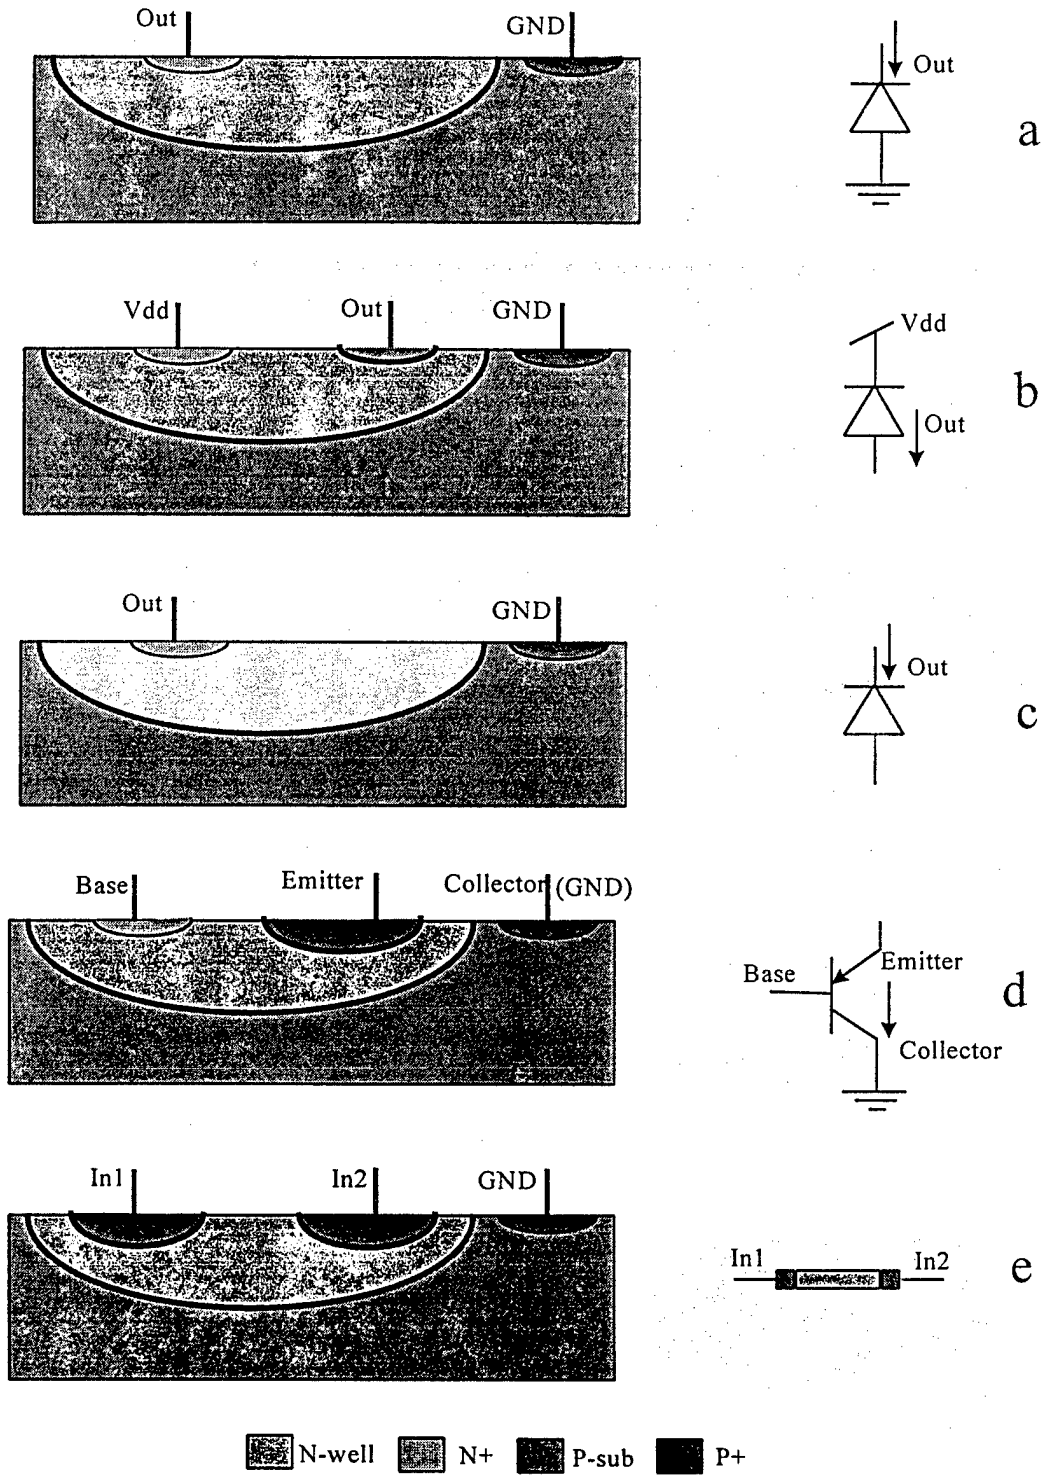 Out
GND
Out
a
Vdd
Out
GND
Vdd
Out
b
Out
GND
Out
c
Base
Emitter
Collector (GND)
Base
Emitter
Collector
d
In1
In2
GND
In1
In2
e
N-well
N+
P-sub
P+